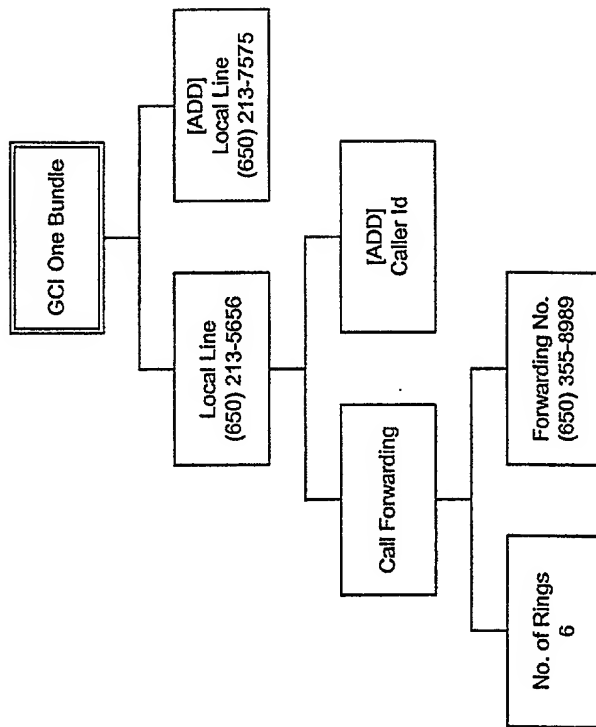 GCI One Bundle
Local Line
(650) 213-5656
[ADD]
Local Line
(650) 213-7575
Call Forwarding
[ADD]
Caller Id
No. of Rings
6
Forwarding No.
(650) 355-8989